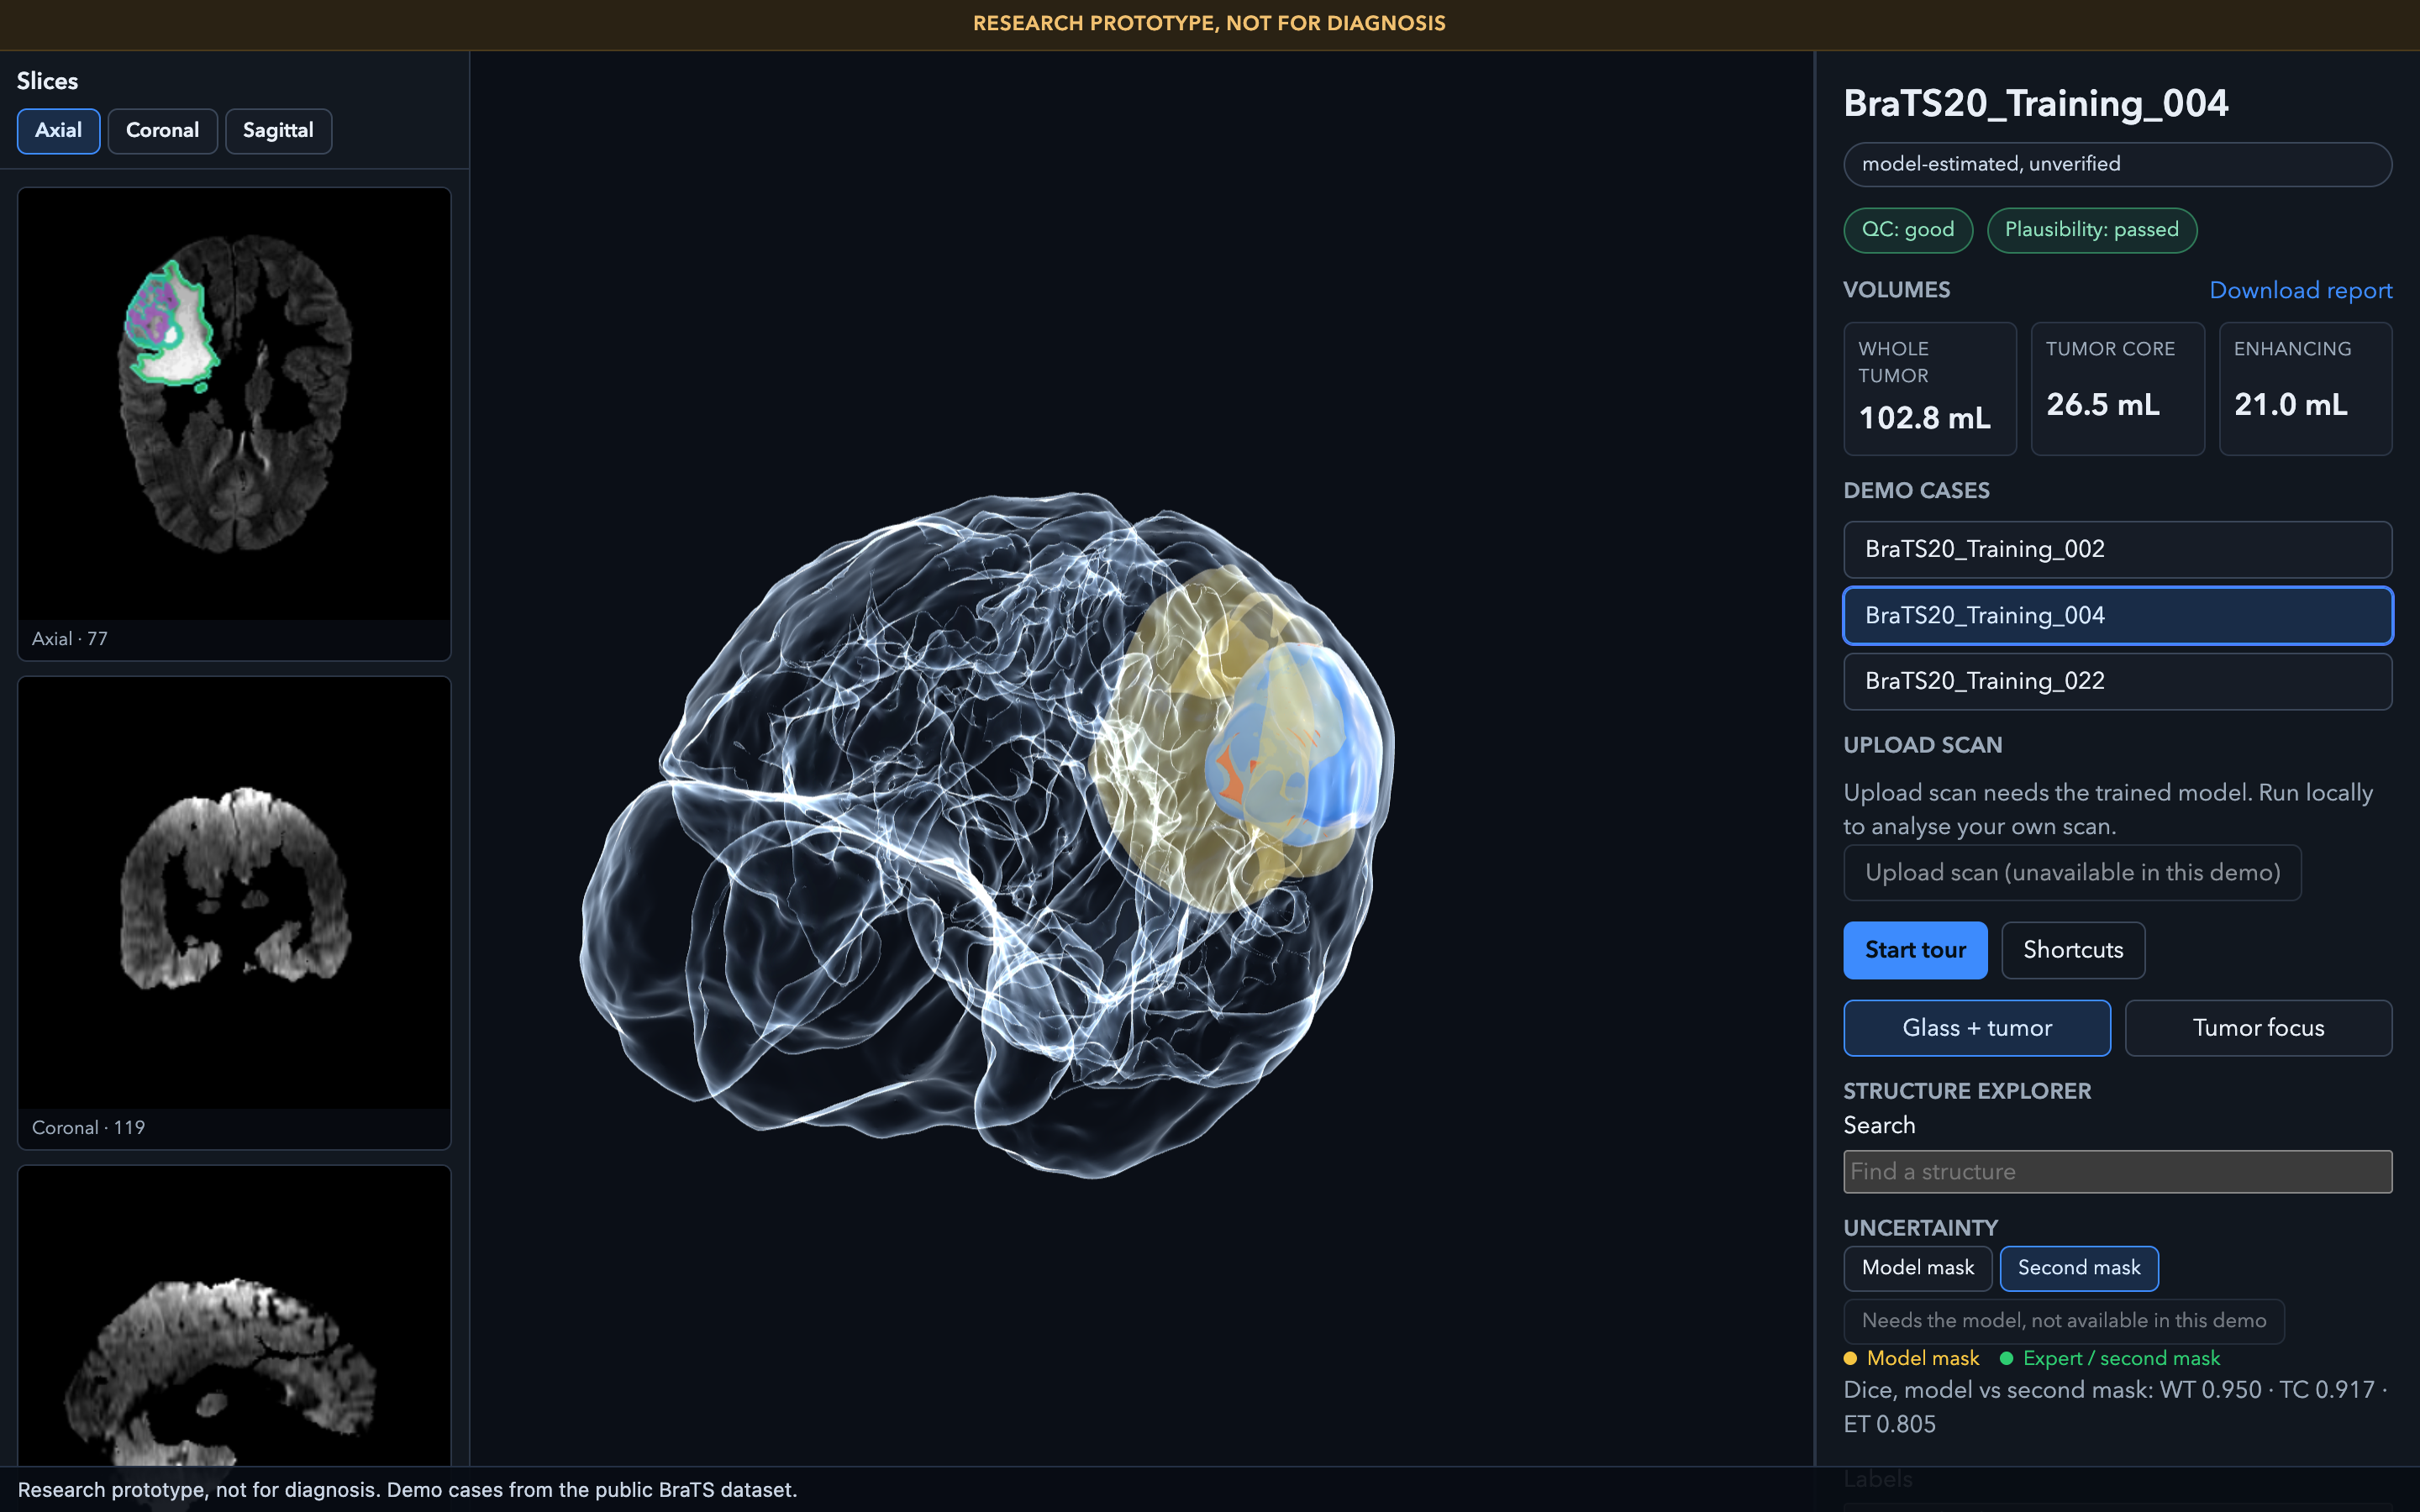 RESEARCH PROTOTYPE, NOT FOR DIAGNOSIS
Slices
Axial
Coronal
Sagittal
Axial · 77
Coronal · 119
BraTS20_Training_004
model-estimated, unverified
QC: good
Plausibility: passed
VOLUMES
Download report
WHOLE
TUMOR
102.8 mL
TUMOR CORE
26.5 mL
ENHANCING
21.0 mL
DEMO CASES
BraTS20_Training_002
BraTS20_Training_004
BraTS20_Training_022
UPLOAD SCAN
Upload scan needs the trained model. Run locally
to analyse your own scan.
Upload scan (unavailable in this demo)
Start tour
Shortcuts
Glass + tumor
Tumor focus
STRUCTURE EXPLORER
Search
Find a structure
UNCERTAINTY
Model mask
Second mask
Needs the model, not available in this demo
Model mask
Expert / second mask
Dice, model vs second mask: WT 0.950 · TC 0.917 ·
ET 0.805
Labels
Research prototype, not for diagnosis. Demo cases from the public BraTS dataset.